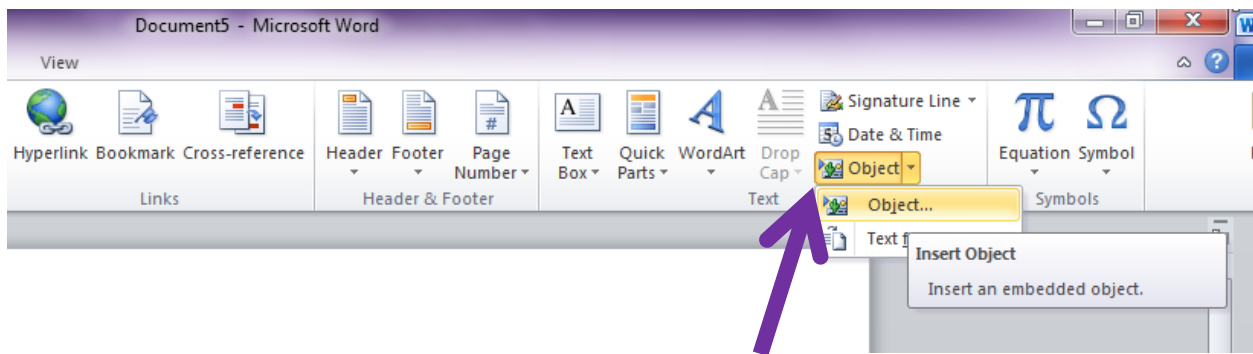 Document5 - Microsoft Word
View
Hyperlink Bookmark Cross-reference
Links
Header Footer Page Number
Header & Footer
Text Box Quick Parts WordArt Drop Cap
Signature Line
Date & Time
Object
Text
Equation Symbol
Symbols
Object...
Text
Insert Object
Insert an embedded object.